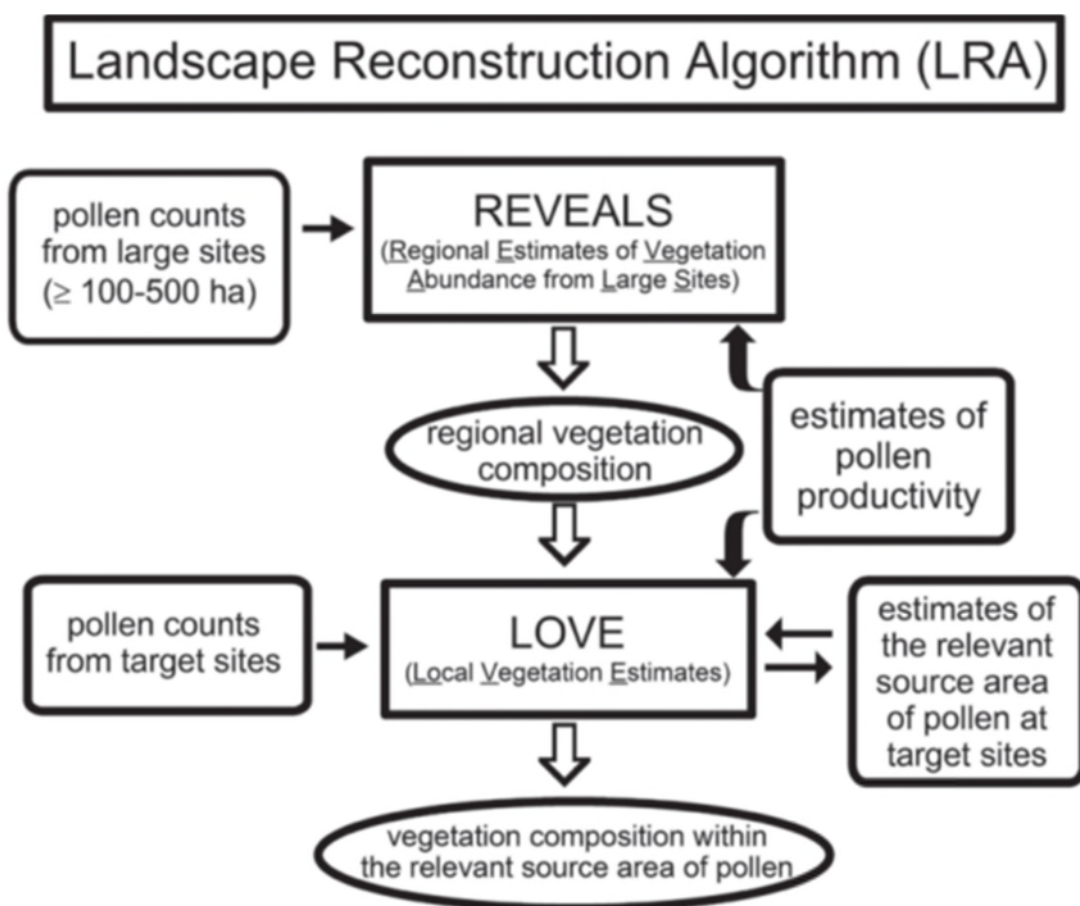 Landscape Reconstruction Algorithm (LRA)
pollen counts
from large sites
(≥ 100-500 ha)
REVEALS
(Regional Estimates of Vegetation
Abundance from Large Sites)
regional vegetation
composition
estimates of
pollen
productivity
pollen counts
from target sites
LOVE
(Local Vegetation Estimates)
estimates of
the relevant
source area
of pollen at
target sites
vegetation composition within
the relevant source area of pollen